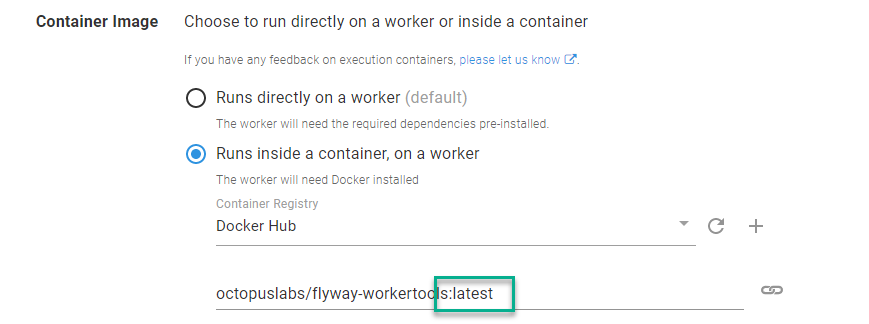 Container Image Choose to run directly on a worker or inside a container
If you have any feedback on execution containers, please let us know.
Runs directly on a worker (default)
The worker will need the required dependencies pre-installed.
Runs inside a container, on a worker
The worker will need Docker installed
Container Registry
Docker Hub
octopuslabs/flyway-workertools:latest